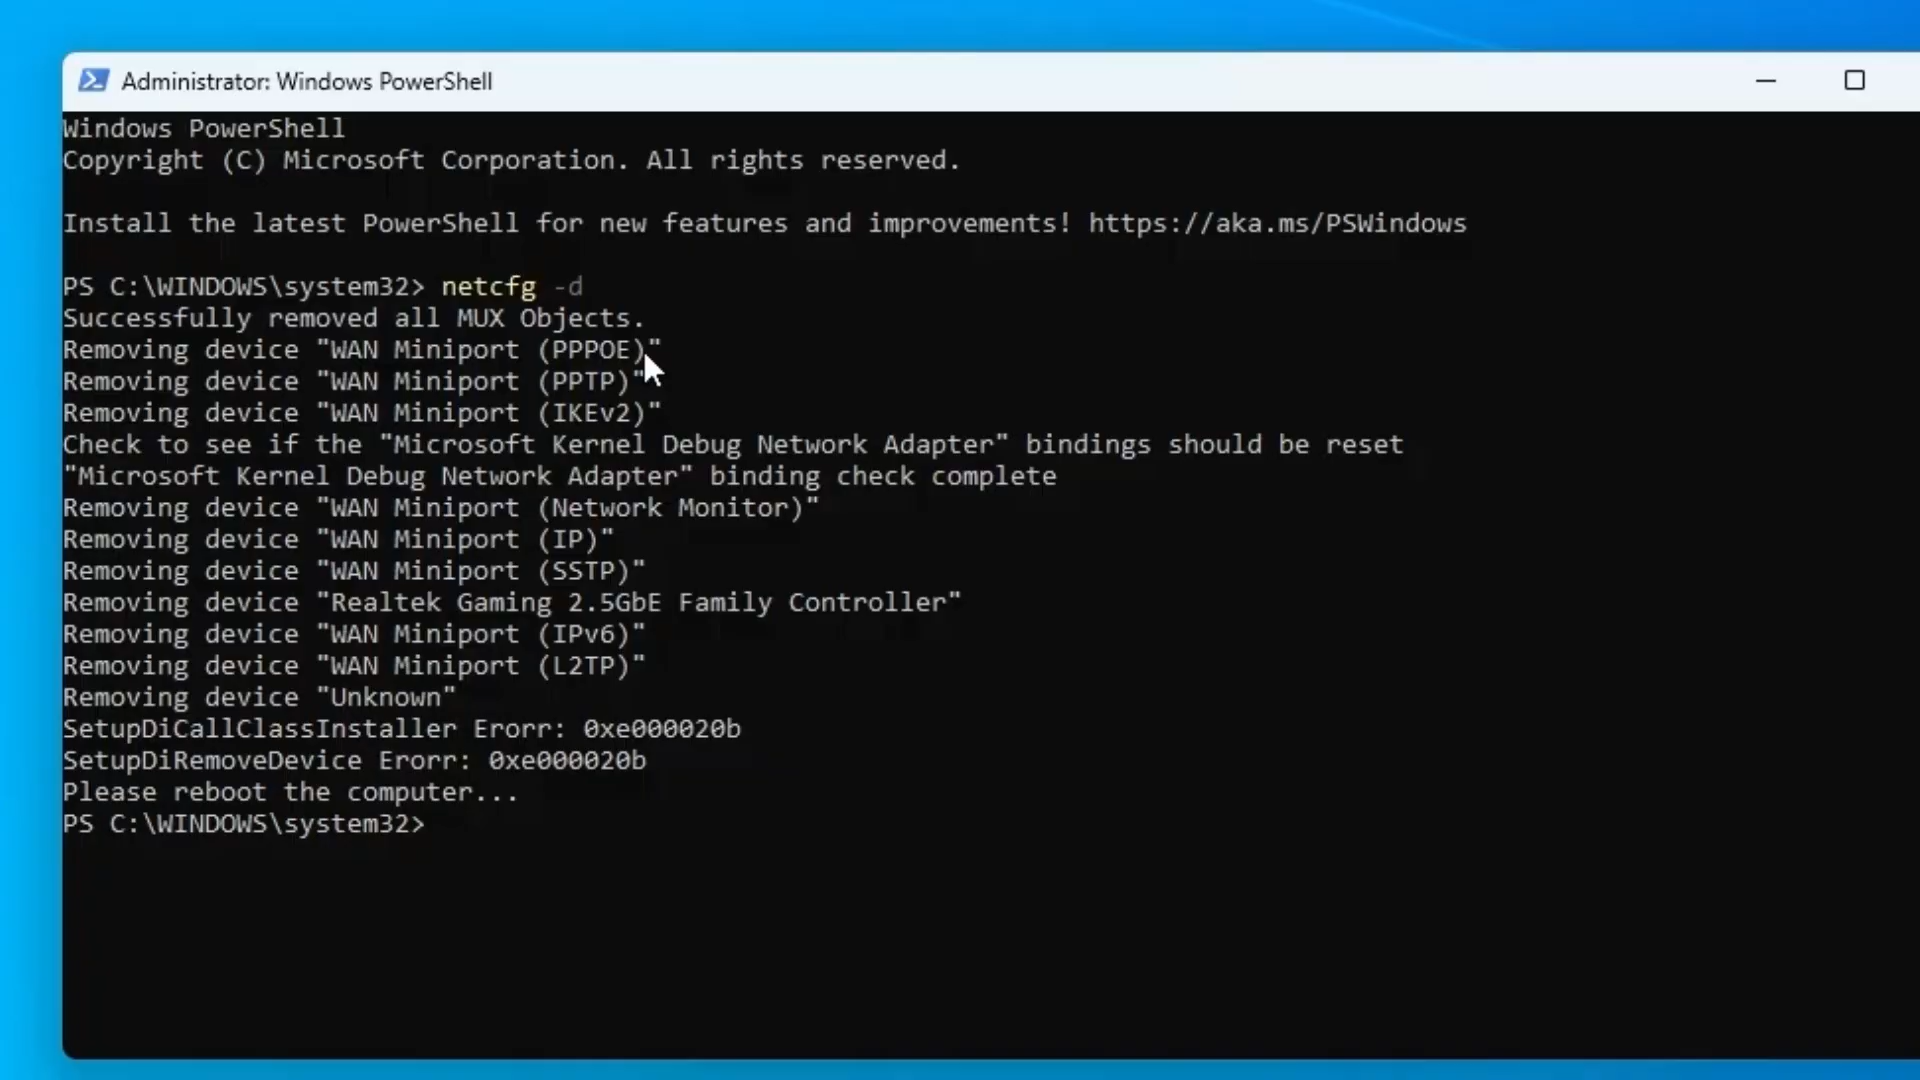 Administrator: Windows PowerShell
Windows PowerShell
Copyright (C) Microsoft Corporation. All rights reserved.
Install the latest PowerShell for new features and improvements! https://aka.ms/PSWindows
PS C:\WINDOWS\system32> netcfg -d
Successfully removed all MUX Objects.
Removing device "WAN Miniport (PPPOE)"
Removing device "WAN Miniport (PPTP)"
Removing device "WAN Miniport (IKEv2)"
Check to see if the "Microsoft Kernel Debug Network Adapter" bindings should be reset
"Microsoft Kernel Debug Network Adapter" binding check complete
Removing device "WAN Miniport (Network Monitor)"
Removing device "WAN Miniport (IP)"
Removing device "WAN Miniport (SSTP)"
Removing device "Realtek Gaming 2.5GbE Family Controller"
Removing device "WAN Miniport (IPv6)"
Removing device "WAN Miniport (L2TP)"
Removing device "Unknown"
SetupDiCallClassInstaller Erorr: 0xe000020b
SetupDiRemoveDevice Erorr: 0xe000020b
Please reboot the computer...
PS C:\WINDOWS\system32>